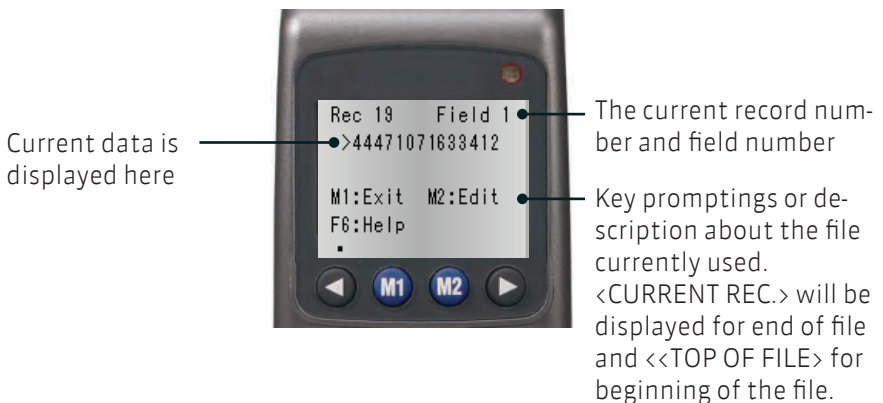 Current data is
displayed here
Rec 19 Field 1
>44471071633412
M1:Exit M2:Edit
F6:Help
M1 M2
The current record num-
ber and field number
Key promptings or de-
scription about the file
currently used.
<CURRENT REC.> will be
displayed for end of file
and <<TOP OF FILE> for
beginning of the file.